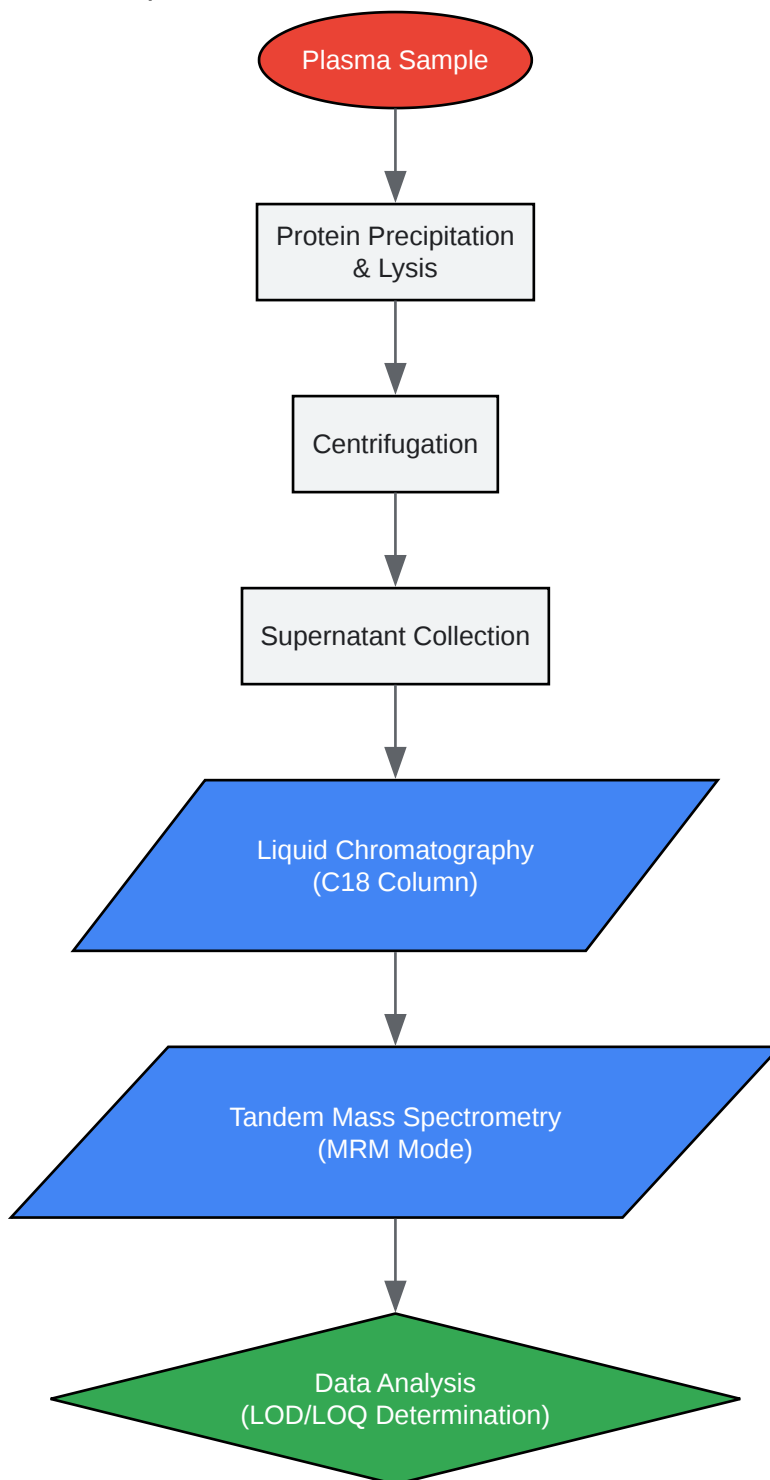 Plasma Sample
Protein Precipitation
& Lysis
Centrifugation
Supernatant Collection
Liquid Chromatography
(C18 Column)
Tandem Mass Spectrometry
(MRM Mode)
Data Analysis
(LOD/LOQ Determination)